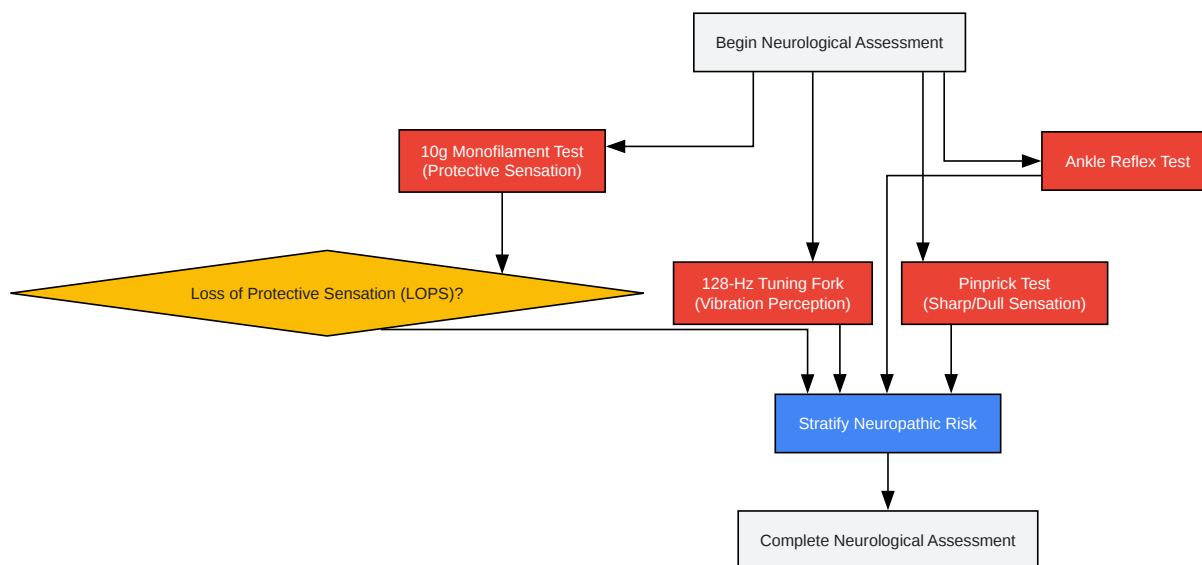 Begin Neurological Assessment
10g Monofilament Test
(Protective Sensation)
Ankle Reflex Test
Loss of Protective Sensation (LOPS)?
128-Hz Tuning Fork
(Vibration Perception)
Pinprick Test
(Sharp/Dull Sensation)
Stratify Neuropathic Risk
Complete Neurological Assessment